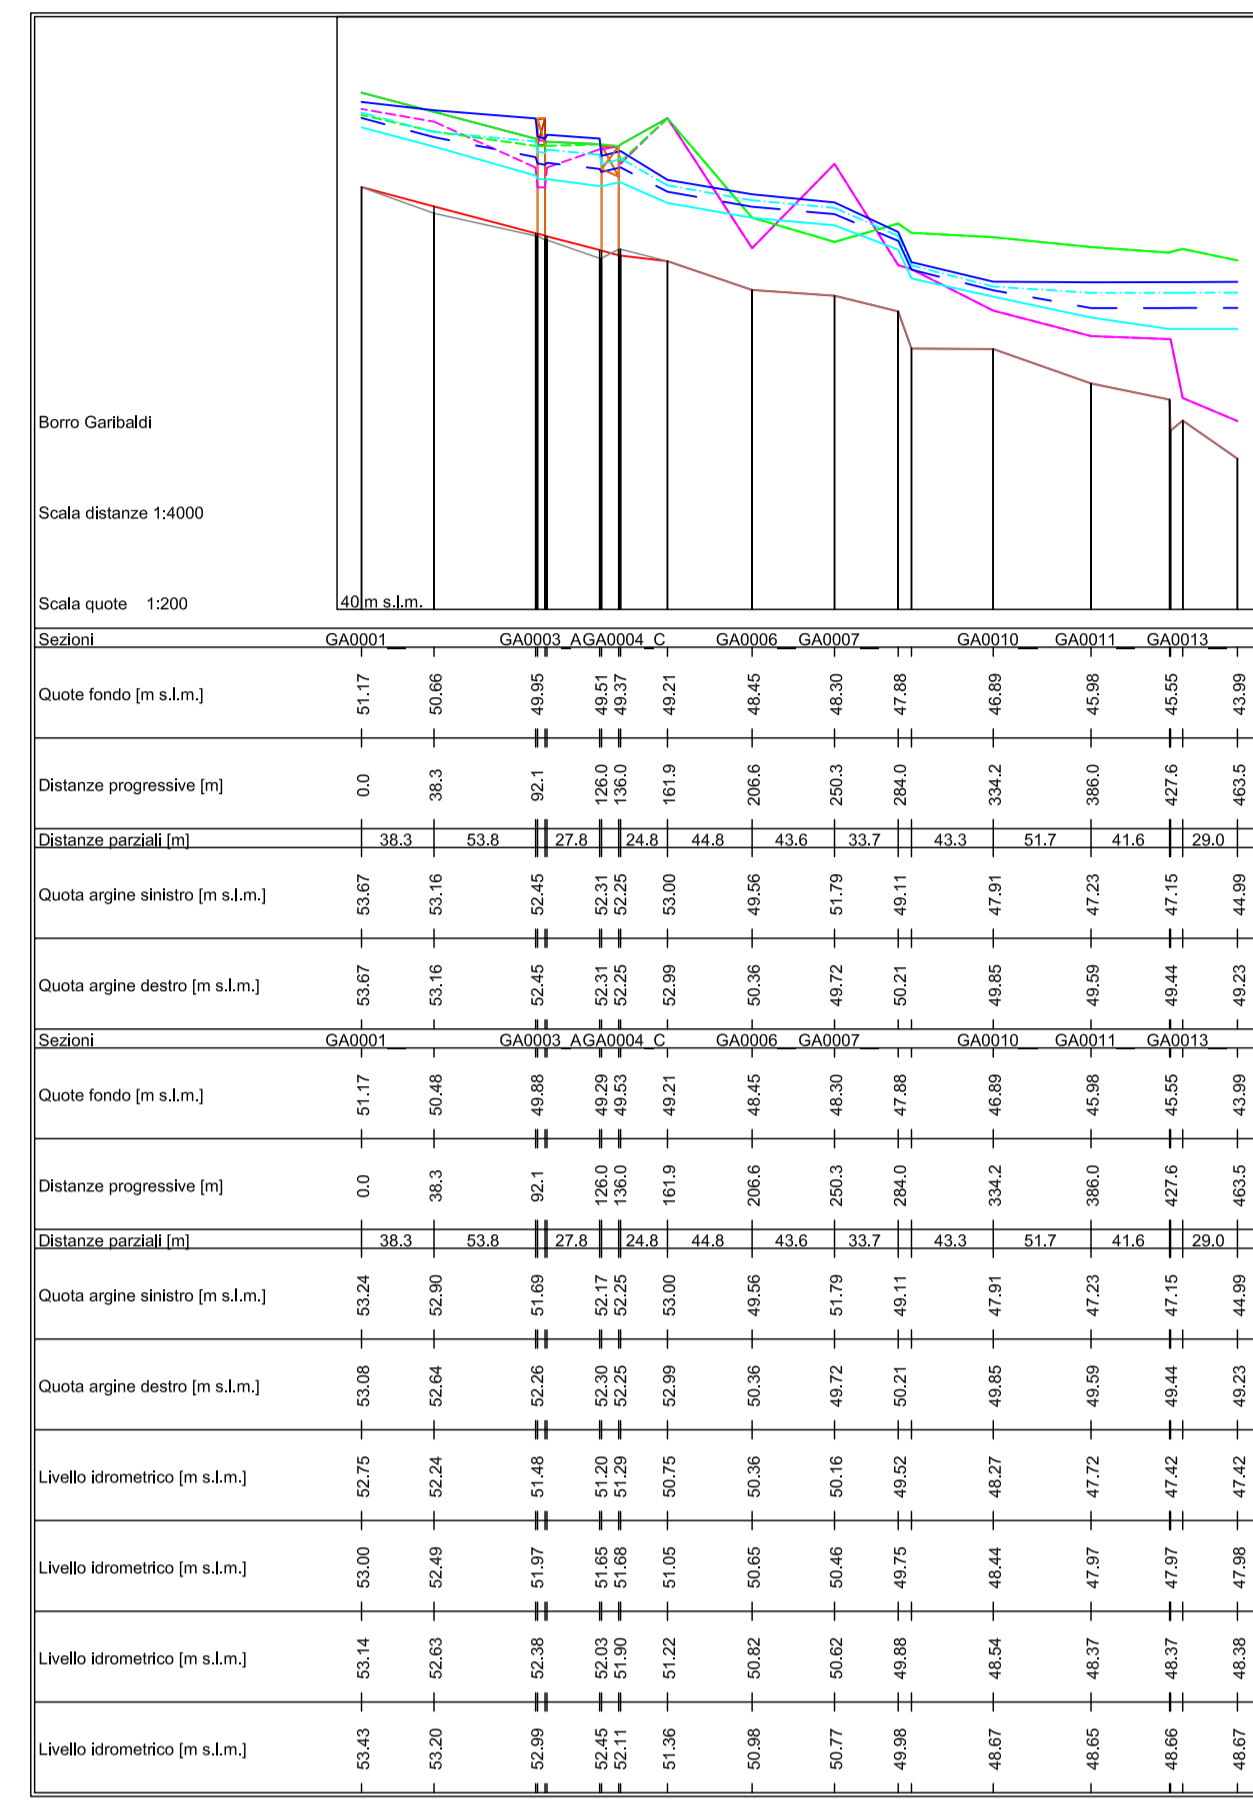 Borro Garibaldi
Scala distanze 1:4000
Scala quote 1:200
40 m s.l.m.
Sezioni GA0001__ GA0003_A GA0004_C GA0006__ GA0007__ GA0010__ GA0011__ GA0013__
Quote fondo [m s.l.m.] 51.17 50.66 49.95 49.51 49.37 49.21 48.45 48.30 47.88 46.89 45.98 45.55 43.99
Distanze progressive [m] 0.0 38.3 92.1 126.0 136.0 161.9 206.6 250.3 284.0 334.2 386.0 427.6 463.5
Distanze parziali [m] 38.3 53.8 27.8 24.8 44.8 43.6 33.7 43.3 51.7 41.6 29.0
Quota argine sinistro [m s.l.m.] 53.67 53.16 52.45 52.31 52.25 53.00 49.56 51.79 49.11 47.91 47.23 47.15 44.99
Quota argine destro [m s.l.m.] 53.67 53.16 52.45 52.31 52.25 52.99 50.36 49.72 50.21 49.85 49.59 49.44 49.23
Sezioni GA0001__ GA0003_A GA0004_C GA0006__ GA0007__ GA0010__ GA0011__ GA0013__
Quote fondo [m s.l.m.] 51.17 50.48 49.88 49.29 49.53 49.21 48.45 48.30 47.88 46.89 45.98 45.55 43.99
Distanze progressive [m] 0.0 38.3 92.1 126.0 136.0 161.9 206.6 250.3 284.0 334.2 386.0 427.6 463.5
Distanze parziali [m] 38.3 53.8 27.8 24.8 44.8 43.6 33.7 43.3 51.7 41.6 29.0
Quota argine sinistro [m s.l.m.] 53.24 52.90 51.69 52.17 52.25 53.00 49.56 51.79 49.11 47.91 47.23 47.15 44.99
Quota argine destro [m s.l.m.] 53.08 52.64 52.26 52.30 52.25 52.99 50.36 49.72 50.21 49.85 49.59 49.44 49.23
Livello idrometrico [m s.l.m.] 52.75 52.24 51.48 51.20 51.29 50.75 50.36 50.16 49.52 48.27 47.72 47.42 47.42
Livello idrometrico [m s.l.m.] 53.00 52.49 51.97 51.65 51.68 51.05 50.65 50.46 49.75 48.44 47.97 47.97 47.98
Livello idrometrico [m s.l.m.] 53.14 52.63 52.38 52.03 51.90 51.22 50.82 50.62 49.88 48.54 48.37 48.37 48.38
Livello idrometrico [m s.l.m.] 53.43 53.20 52.99 52.45 52.11 51.36 50.98 50.77 49.98 48.67 48.65 48.66 48.67